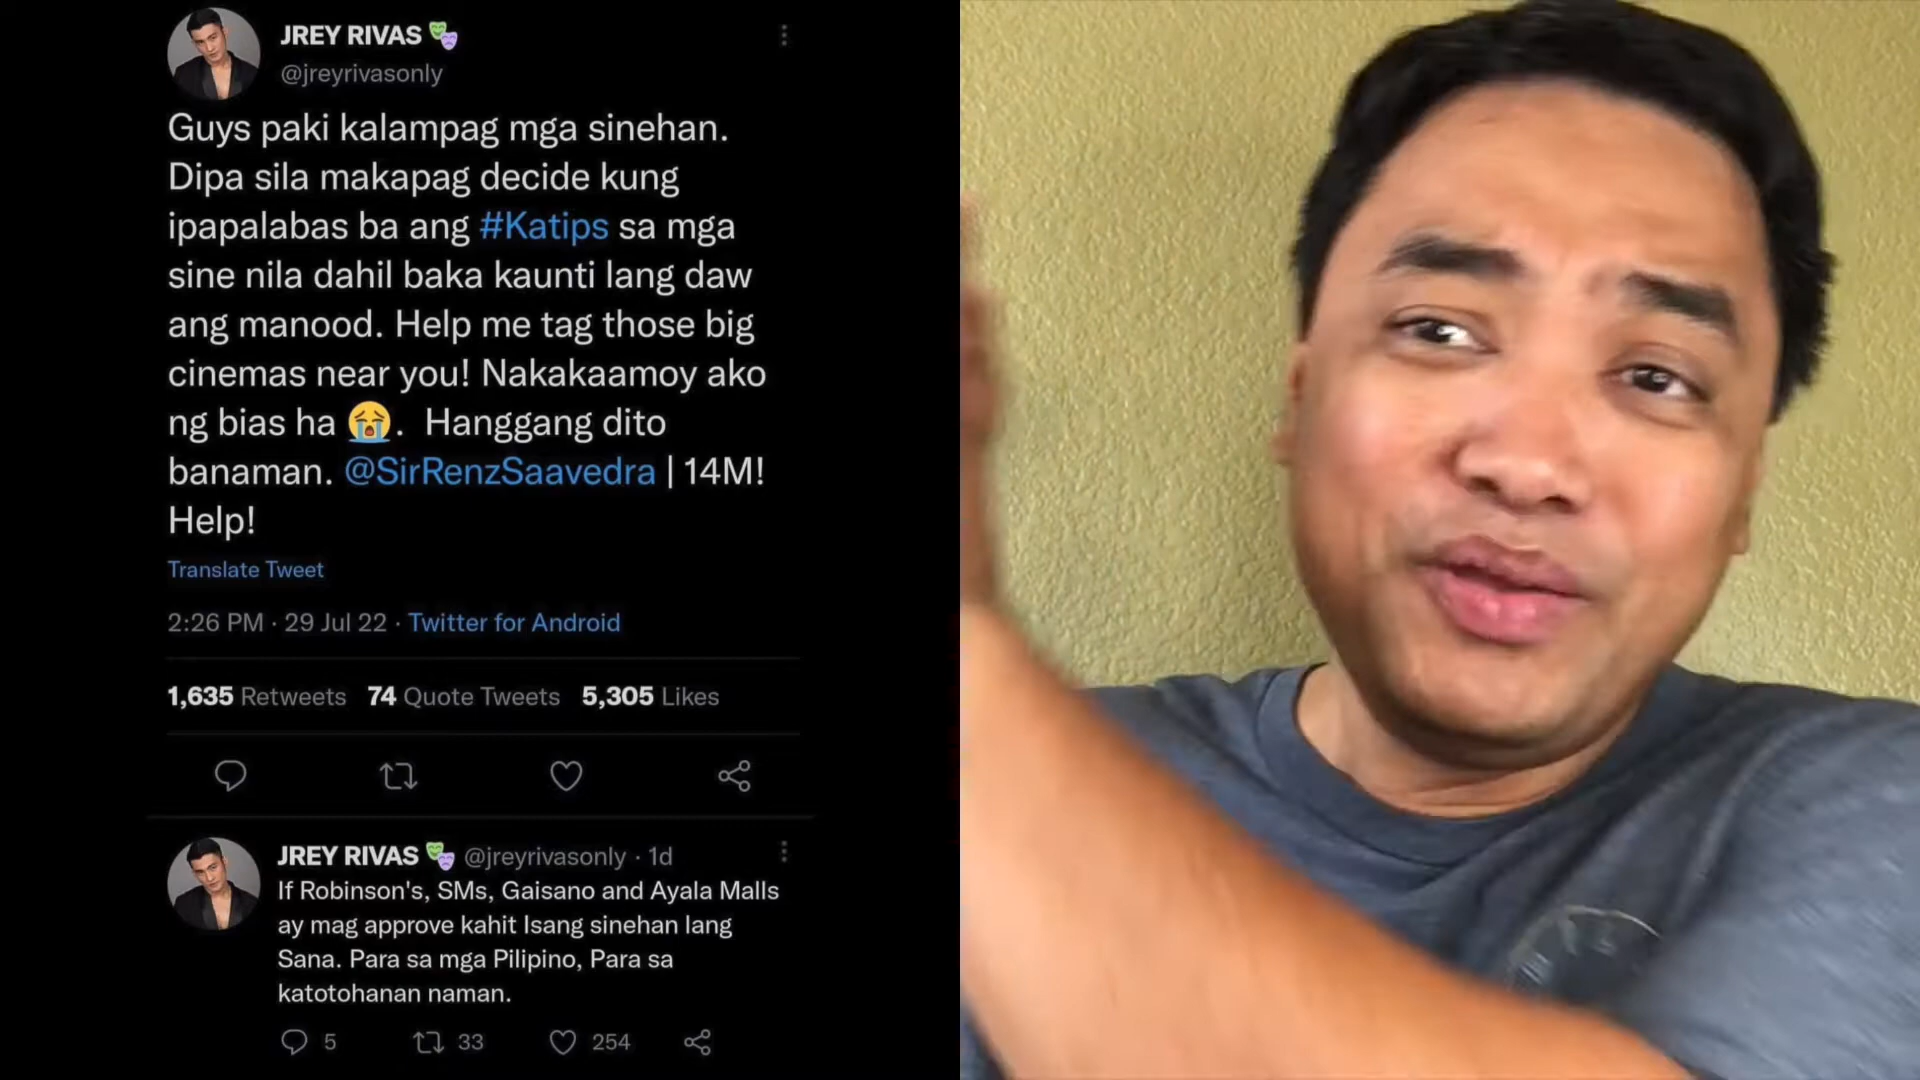 JREY RIVAS 🎭
@jreyrivasonly
Guys paki kalampag mga sinehan.
Dipa sila makapag decide kung
ipapalabas ba ang #Katips sa mga
sine nila dahil baka kaunti lang daw
ang manood. Help me tag those big
cinemas near you! Nakakaamoy ako
ng bias ha 😭. Hanggang dito
banaman. @SirRenzSaavedra | 14M!
Help!
Translate Tweet
2:26 PM · 29 Jul 22 · Twitter for Android
1,635 Retweets 74 Quote Tweets 5,305 Likes
JREY RIVAS 🎭 @jreyrivasonly · 1d
If Robinson's, SMs, Gaisano and Ayala Malls
ay mag approve kahit Isang sinehan lang
Sana. Para sa mga Pilipino, Para sa
katotohanan naman.
5 33 254